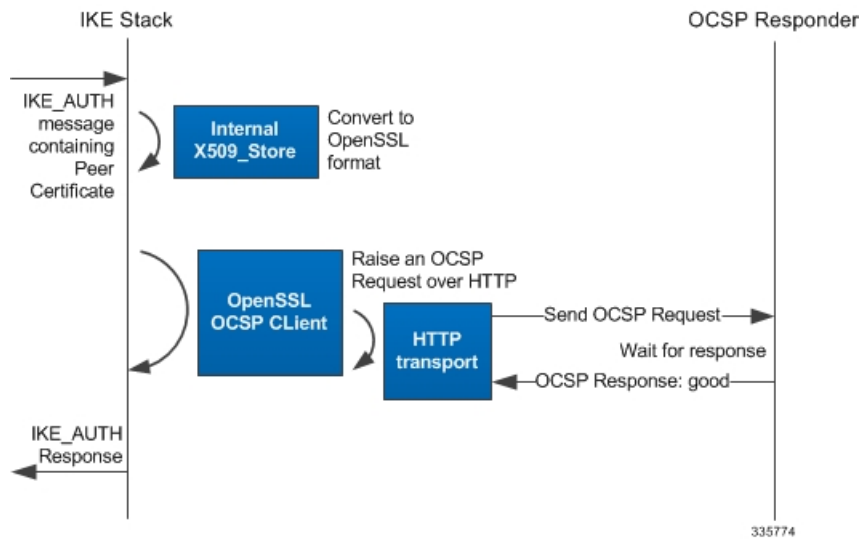 IKE Stack
OCSP Responder
IKE_AUTH
message
containing
Peer
Certificate
Internal
X509_Store
Convert to
OpenSSL
format
OpenSSL
OCSP CLient
Raise an OCSP
Request over HTTP
HTTP
transport
Send OCSP Request
Wait for response
OCSP Response: good
IKE_AUTH
Response
335774